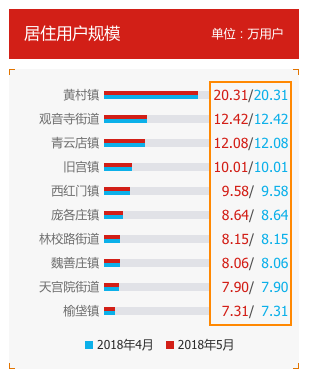 居住用户规模 单位：万用户
黄村镇 20.31/20.31
观音寺街道 12.42/12.42
青云店镇 12.08/12.08
旧宫镇 10.01/10.01
西红门镇 9.58/ 9.58
庞各庄镇 8.64/ 8.64
林校路街道 8.15/ 8.15
魏善庄镇 8.06/ 8.06
天宫院街道 7.90/ 7.90
榆垡镇 7.31/ 7.31
2018年4月 2018年5月